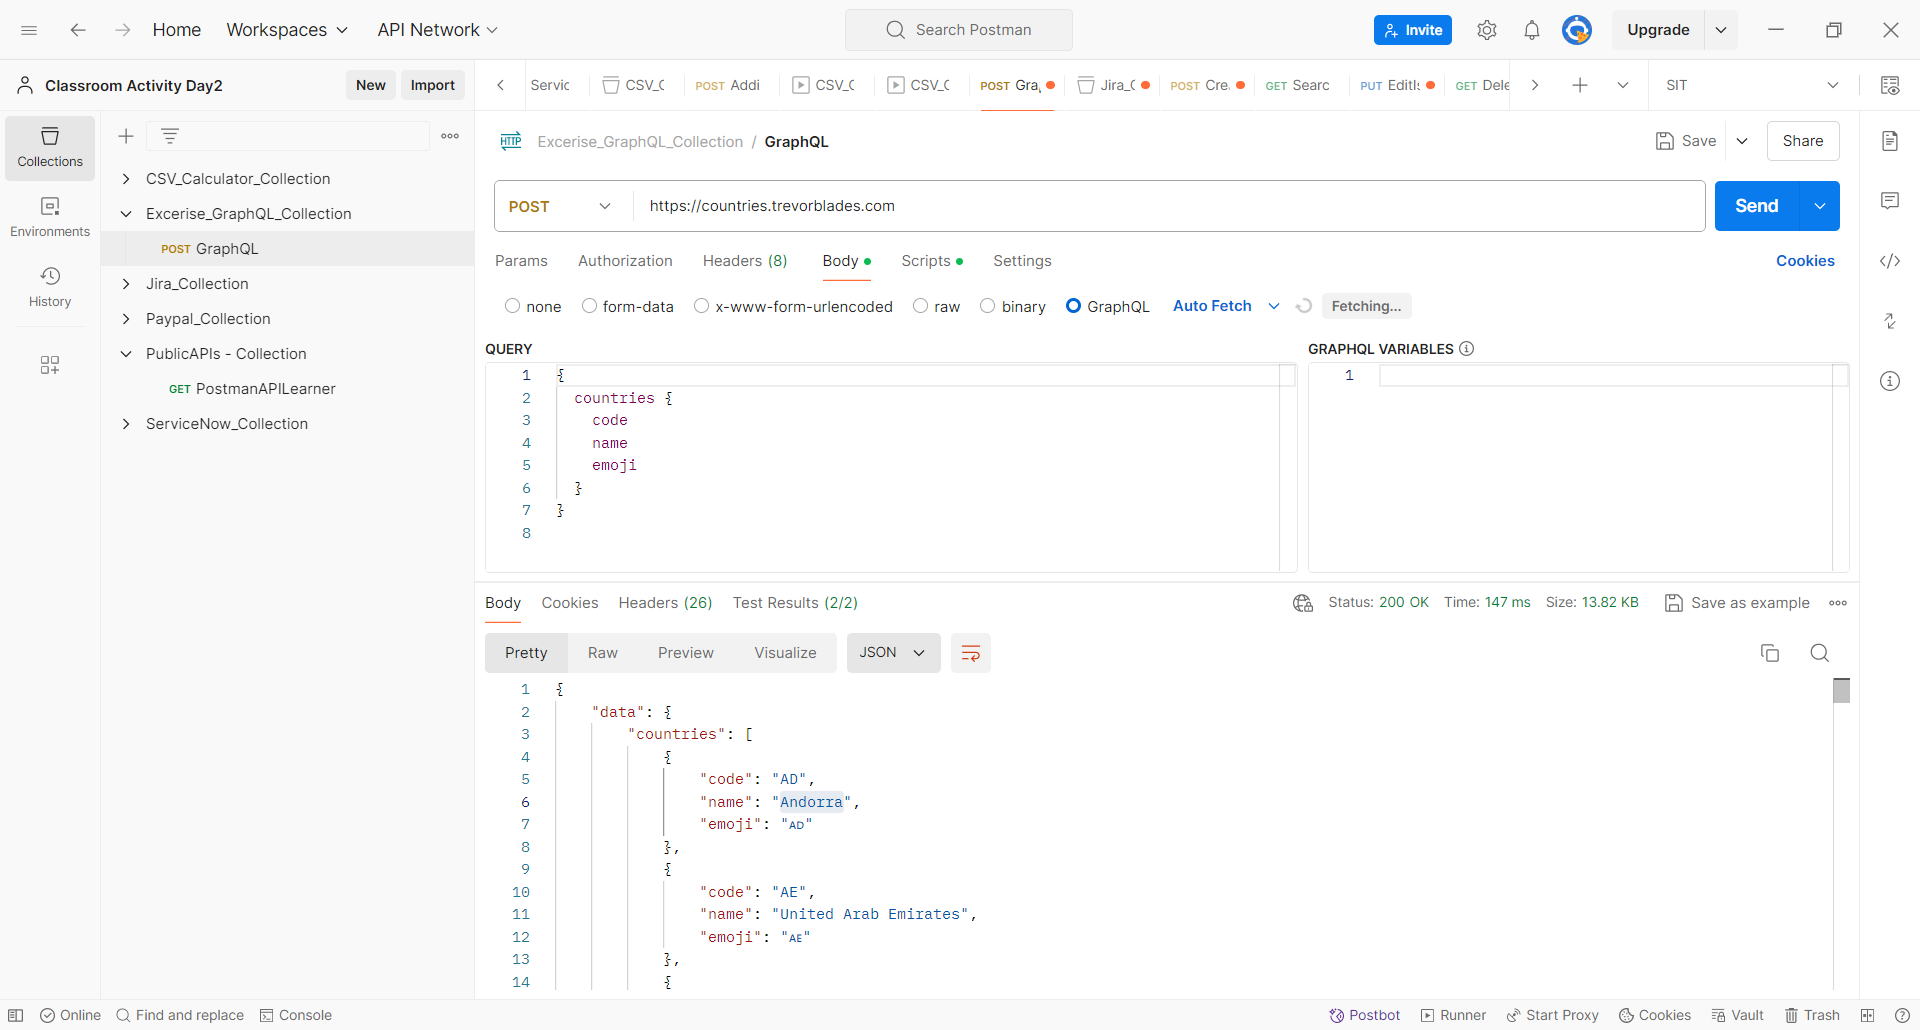 Home Workspaces API Network Search Postman Invite Upgrade
Classroom Activity Day2 New Import Servic CSV_C POST Addi CSV_C CSV_C POST Gra Jira_C POST Cre GET Searc PUT EditIs GET Dele SIT
Collections
Environments
History
CSV_Calculator_Collection
Excerise_GraphQL_Collection
POST GraphQL
Jira_Collection
Paypal_Collection
PublicAPIs - Collection
GET PostmanAPILearner
ServiceNow_Collection
HTTP Excerise_GraphQL_Collection / GraphQL Save Share
POST https://countries.trevorblades.com Send
Params Authorization Headers (8) Body Scripts Settings Cookies
none form-data x-www-form-urlencoded raw binary GraphQL Auto Fetch Fetching...
QUERY GRAPHQL VARIABLES
1 { 1
2 countries {
3 code
4 name
5 emoji
6 }
7 }
8
Body Cookies Headers (26) Test Results (2/2) Status: 200 OK Time: 147 ms Size: 13.82 KB Save as example
Pretty Raw Preview Visualize JSON
1 {
2 "data": {
3 "countries": [
4 {
5 "code": "AD",
6 "name": "Andorra",
7 "emoji": "🇦🇩"
8 },
9 {
10 "code": "AE",
11 "name": "United Arab Emirates",
12 "emoji": "🇦🇪"
13 },
14 {
Online Find and replace Console Postbot Runner Start Proxy Cookies Vault Trash